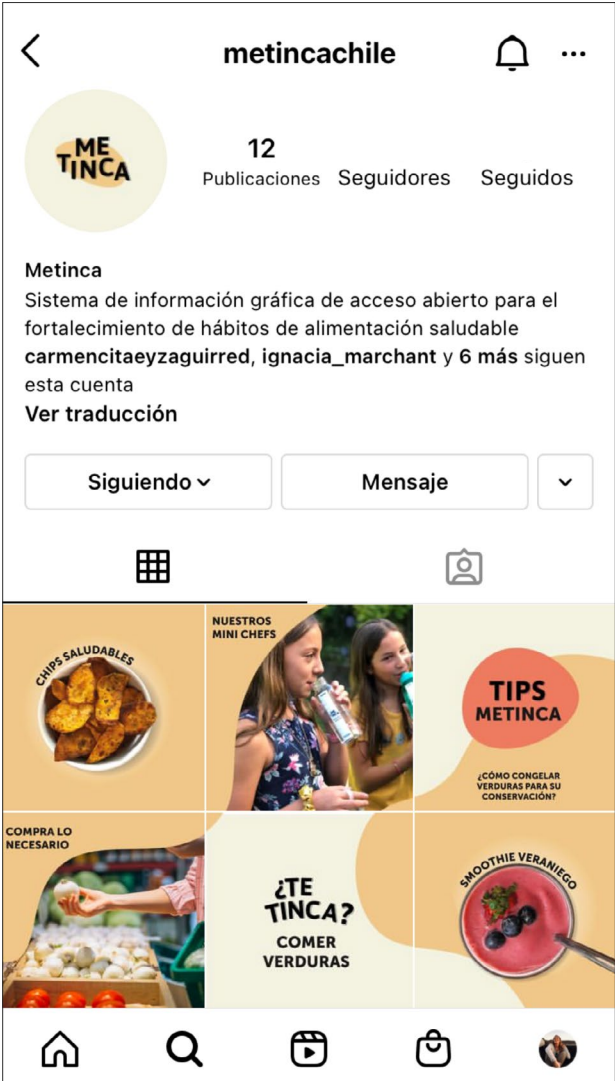 metincachile
ME
TINCA
12
Publicaciones Seguidores Seguidos
Metinca
Sistema de información gráfica de acceso abierto para el
fortalecimiento de hábitos de alimentación saludable
carmencitaeyzaguirred, ignacia_marchant y 6 más siguen
esta cuenta
Ver traducción
Siguiendo
Mensaje
CHIPS SALUDABLES
NUESTROS
MINI CHEFS
TIPS
METINCA
¿CÓMO CONGELAR
VERDURAS PARA SU
CONSERVACIÓN?
COMPRA LO
NECESARIO
¿TE
TINCA?
COMER
VERDURAS
SMOOTHIE VERANIEGO